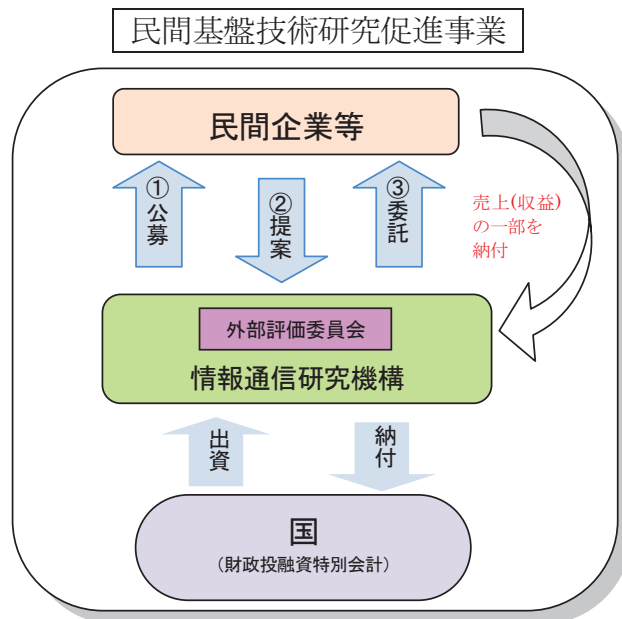 民間基盤技術研究促進事業
民間企業等
①公募
②提案
③委託
売上(収益)
の一部を
納付
外部評価委員会
情報通信研究機構
出資
納付
国
(財政投融資特別会計)